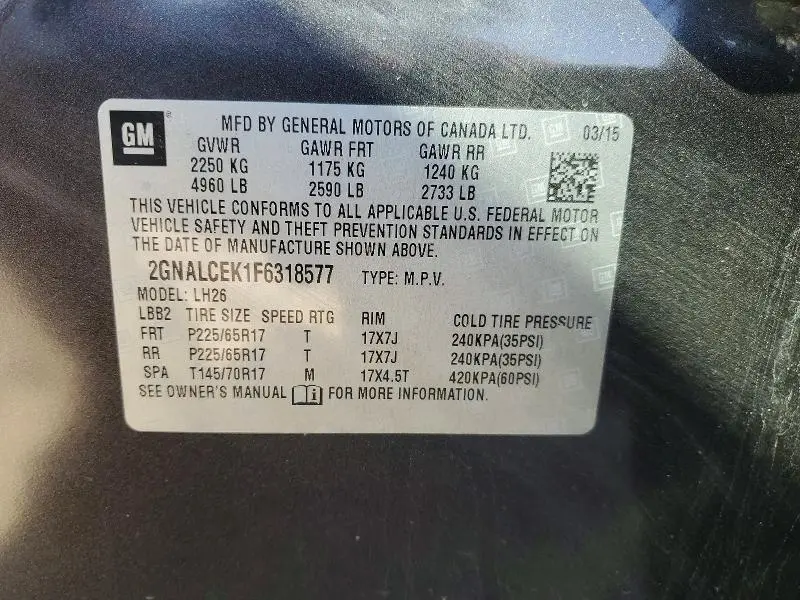 GM ® MFD BY GENERAL MOTORS OF CANADA LTD. 03/15
GVWR GAWR FRT GAWR RR
2250 KG 1175 KG 1240 KG
4960 LB 2590 LB 2733 LB
THIS VEHICLE CONFORMS TO ALL APPLICABLE U.S. FEDERAL MOTOR
VEHICLE SAFETY AND THEFT PREVENTION STANDARDS IN EFFECT ON
THE DATE OF MANUFACTURE SHOWN ABOVE.
2GNALCEK1F6318577 TYPE: M.P.V.
MODEL: LH26
LBB2 TIRE SIZE SPEED RTG RIM COLD TIRE PRESSURE
FRT P225/65R17 T 17X7J 240KPA(35PSI)
RR P225/65R17 T 17X7J 240KPA(35PSI)
SPA T145/70R17 M 17X4.5T 420KPA(60PSI)
SEE OWNER'S MANUAL i FOR MORE INFORMATION.